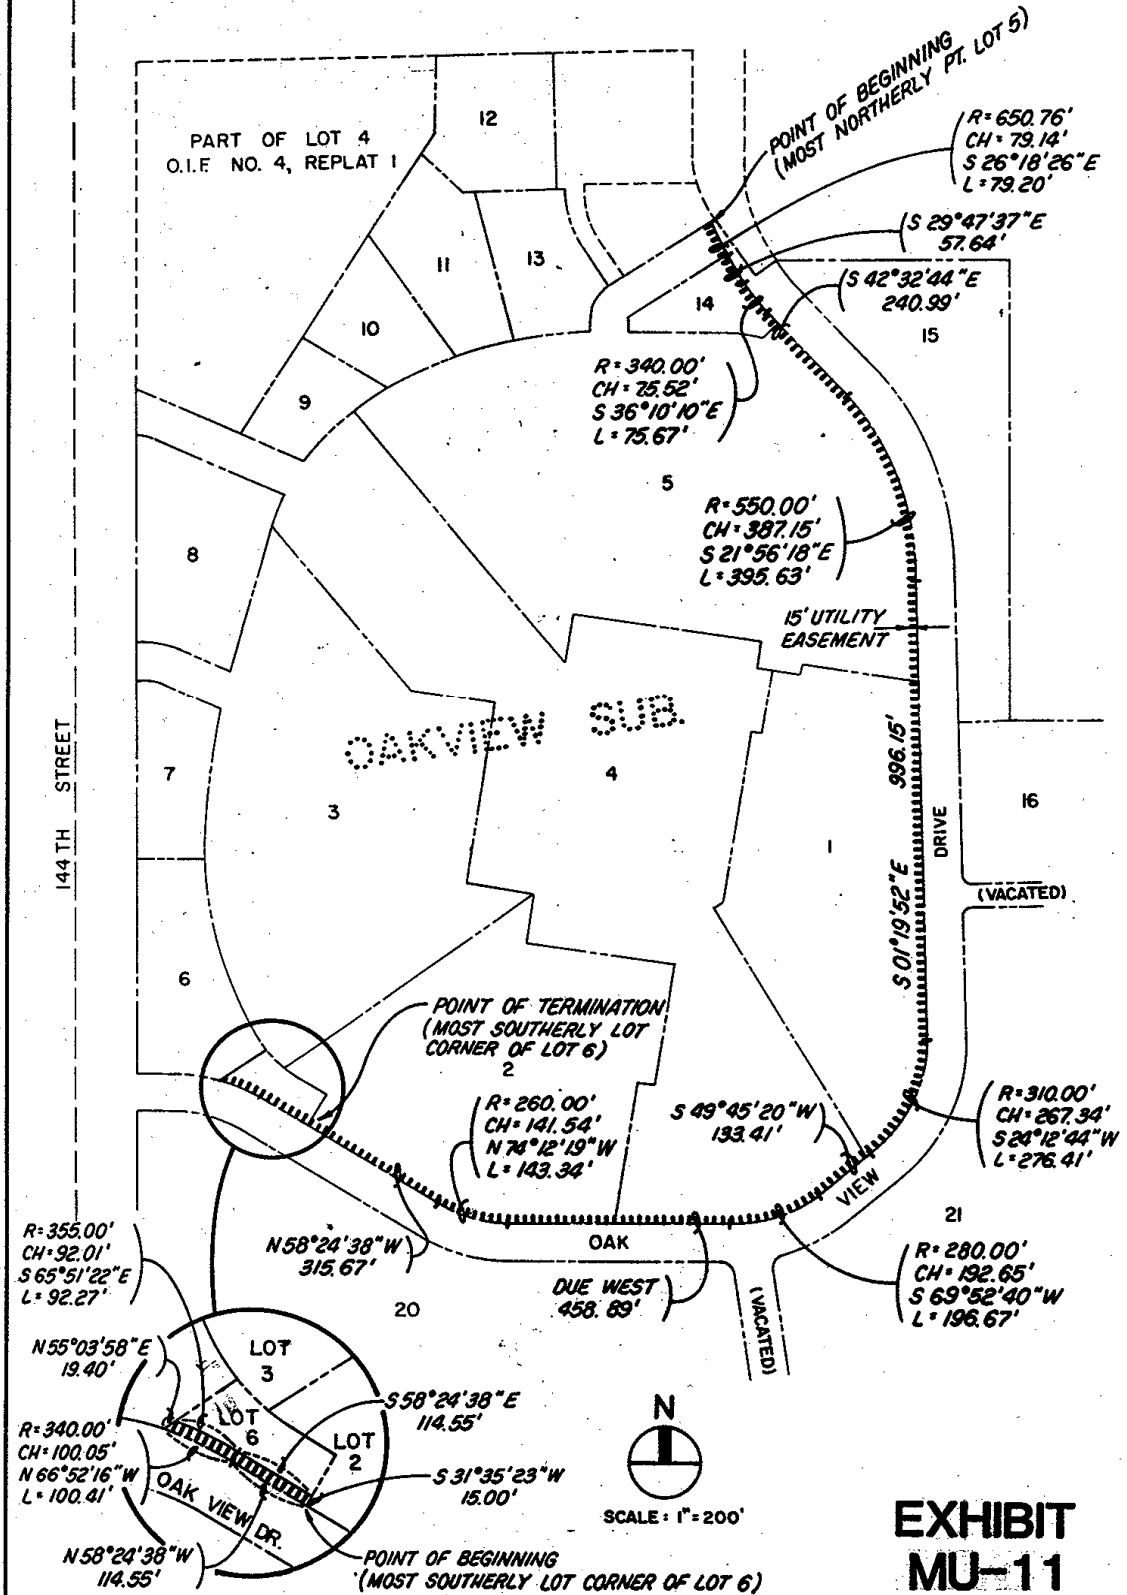 POINT OF BEGINNING
(MOST NORTHERLY PT. LOT 5)
12
PART OF LOT 4
O.I.F. NO. 4, REPLAT 1
R=650.76'
CH=79.14'
S 26°18'26"E
L=79.20'
S 29°47'37"E
57.64'
11
13
S 42°32'44"E
240.99'
14
10
15
R=340.00'
CH=75.52'
S 36°10'10"E
L=75.67'
9
5
R=550.00'
CH=387.15'
S 21°56'18"E
L=395.63'
8
15' UTILITY
EASEMENT
OAKVIEW SUB.
144TH STREET
7
3
4
996.15'
S 01°19'52"E
DRIVE
16
1
(VACATED)
6
POINT OF TERMINATION
(MOST SOUTHERLY LOT
CORNER OF LOT 6)
2
R=260.00'
CH=141.54'
N 74°12'19"W
L=143.34'
S 49°45'20"W
133.41'
R=310.00'
CH=267.34'
S 24°12'44"W
L=276.41'
VIEW
21
R=355.00'
CH=92.01'
S 65°51'22"E
L=92.27'
N 58°24'38"W
315.67'
OAK
DUE WEST
458.89'
(VACATED)
R=280.00'
CH=192.65'
S 69°52'40"W
L=196.67'
20
N 55°03'58"E
19.40'
LOT
3
S 58°24'38"E
114.55'
LOT
6
LOT
2
R=340.00'
CH=100.05'
N 66°52'16"W
L=100.41'
OAK VIEW DR.
S 31°35'23"W
15.00'
N
SCALE: 1"=200'
N 58°24'38"W
114.55'
POINT OF BEGINNING
(MOST SOUTHERLY LOT CORNER OF LOT 6)
EXHIBIT
MU-11